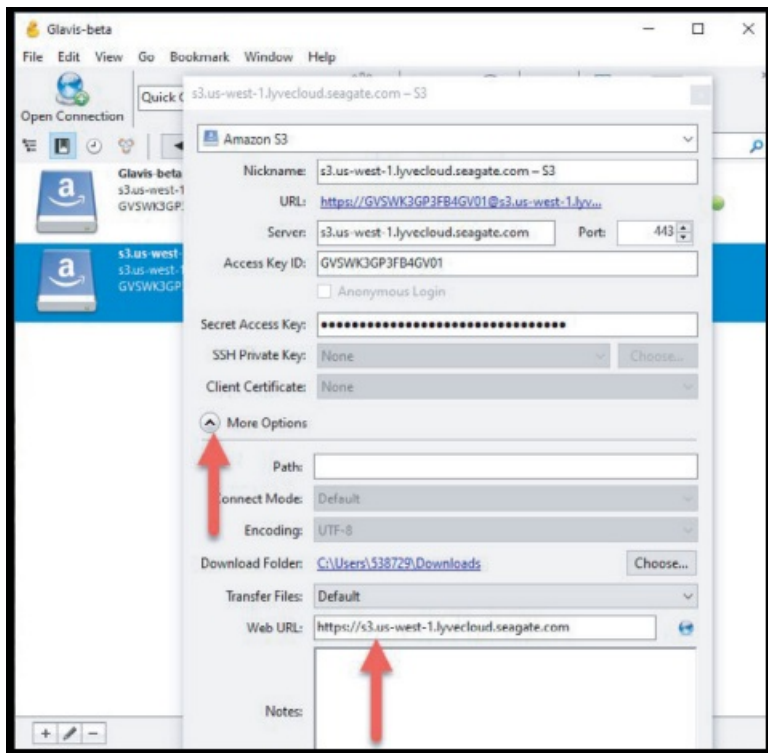 Glavis-beta
File Edit View Go Bookmark Window Help
Open Connection
Quick
s3.us-west-1.lyvecloud.seagate.com – S3
Amazon S3
Glavis-beta
s3.us-west-1
GVSWK3GP
s3.us-west-
s3.us-west-
GVSWK3GP
Nickname: s3.us-west-1.lyvecloud.seagate.com – S3
URL: https://GVSWK3GP3FB4GV01@s3.us-west-1.lyv...
Server: s3.us-west-1.lyvecloud.seagate.com Port: 443
Access Key ID: GVSWK3GP3FB4GV01
Anonymous Login
Secret Access Key:
SSH Private Key: None Choose...
Client Certificate: None
More Options
Path:
Connect Mode: Default
Encoding: UTF-8
Download Folder: C:\Users\538729\Downloads Choose...
Transfer Files: Default
Web URL: https://s3.us-west-1.lyvecloud.seagate.com
Notes: